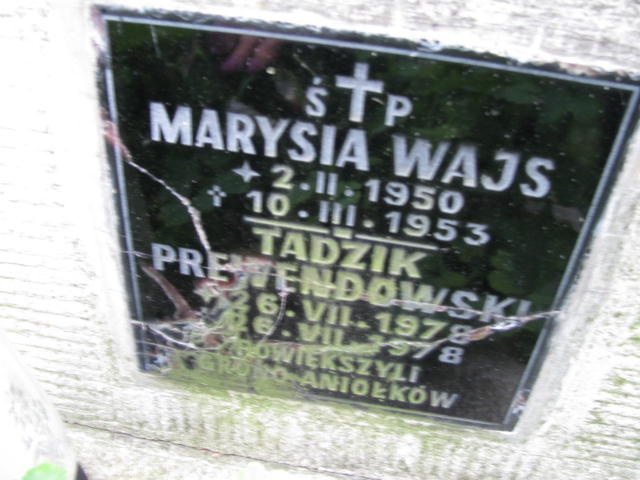 Ś P
MARYSIA WAJS
2.II.1950
10.III.1953
TADZIK
PREWENDOWSKI
26.VII.1978
26.VII.1978
POWIĘKSZYLI
GRONO ANIOŁKÓW